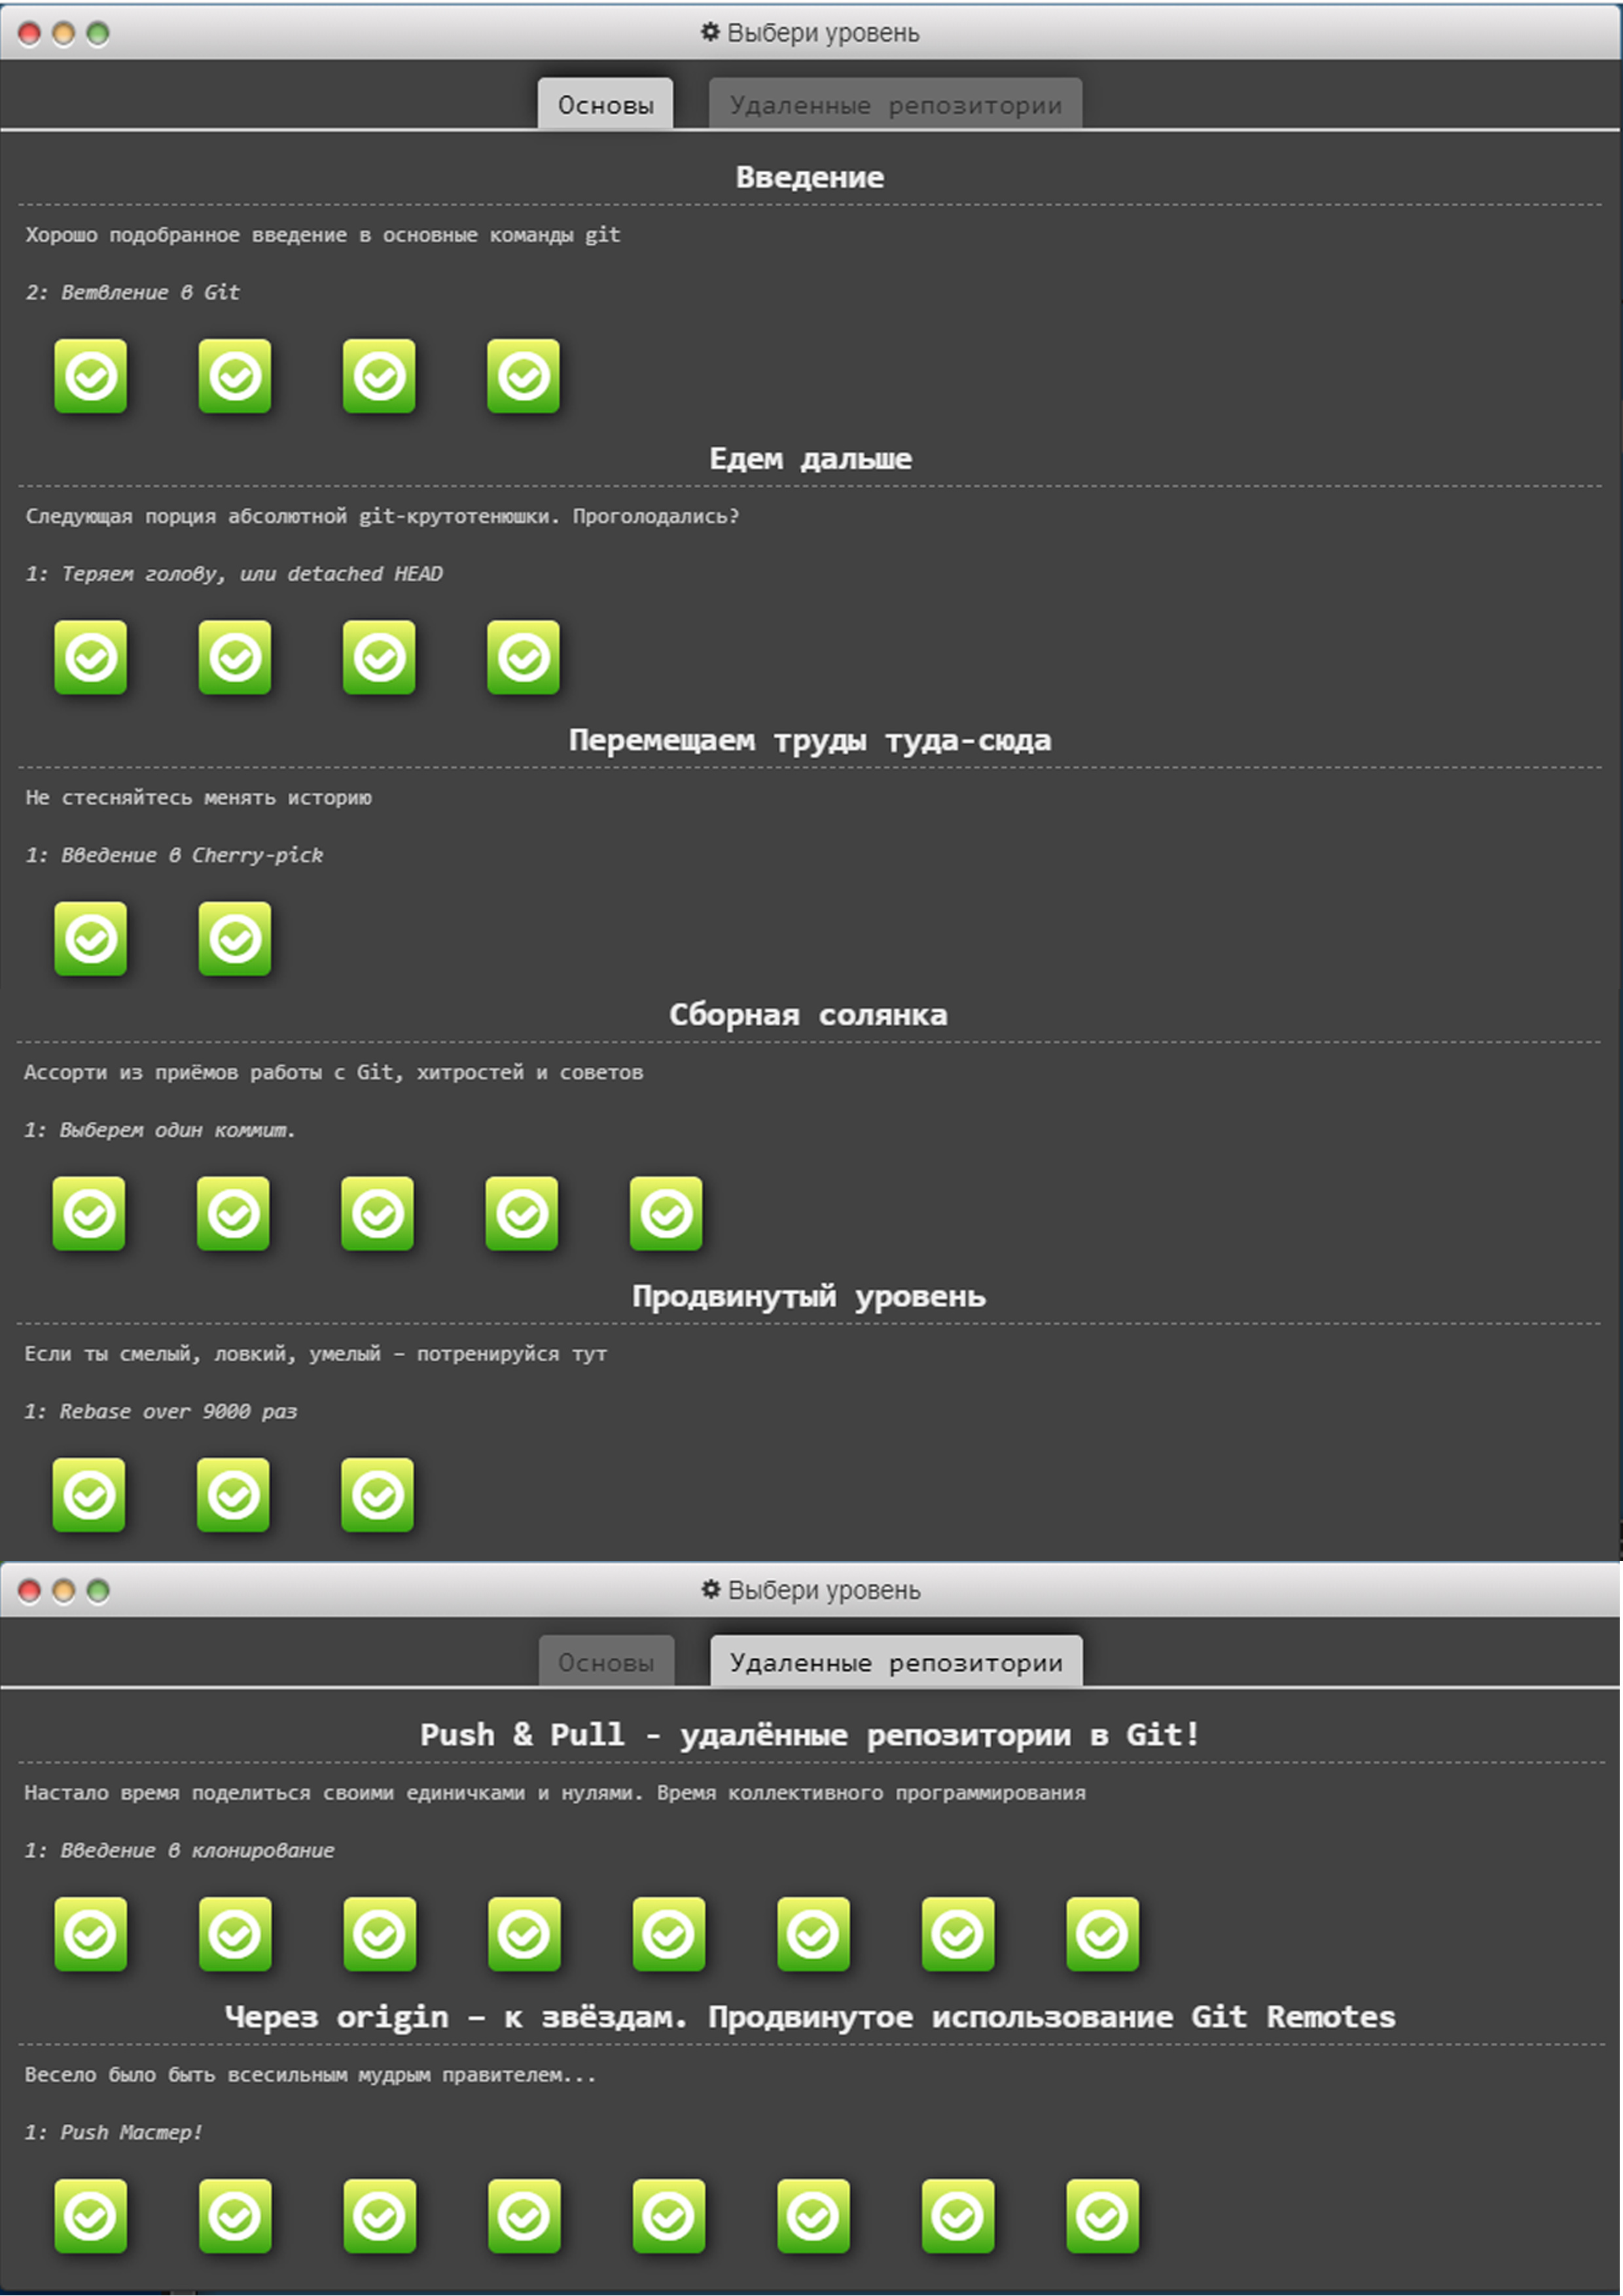 Выбери уровень
Основы
Удаленные репозитории
Введение
Хорошо подобранное введение в основные команды git
2: Ветвление в Git
Едем дальше
Следующая порция абсолютной git-крутотенюшки. Проголодались?
1: Теряем голову, или detached HEAD
Перемещаем труды туда-сюда
Не стесняйтесь менять историю
1: Введение в Cherry-pick
Сборная солянка
Ассорти из приёмов работы с Git, хитростей и советов
1: Выберем один коммит.
Продвинутый уровень
Если ты смелый, ловкий, умелый – потренируйся тут
1: Rebase over 9000 раз
Выбери уровень
Основы
Удаленные репозитории
Push & Pull - удалённые репозитории в Git!
Настало время поделиться своими единичками и нулями. Время коллективного программирования
1: Введение в клонирование
Через origin – к звёздам. Продвинутое использование Git Remotes
Весело было быть всесильным мудрым правителем...
1: Push Мастер!